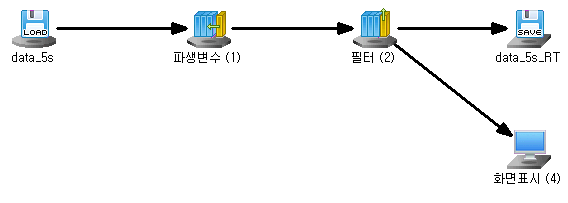 LOAD
data_5s
파생변수 (1)
필터 (2)
SAVE
data_5s_RT
화면표시 (4)